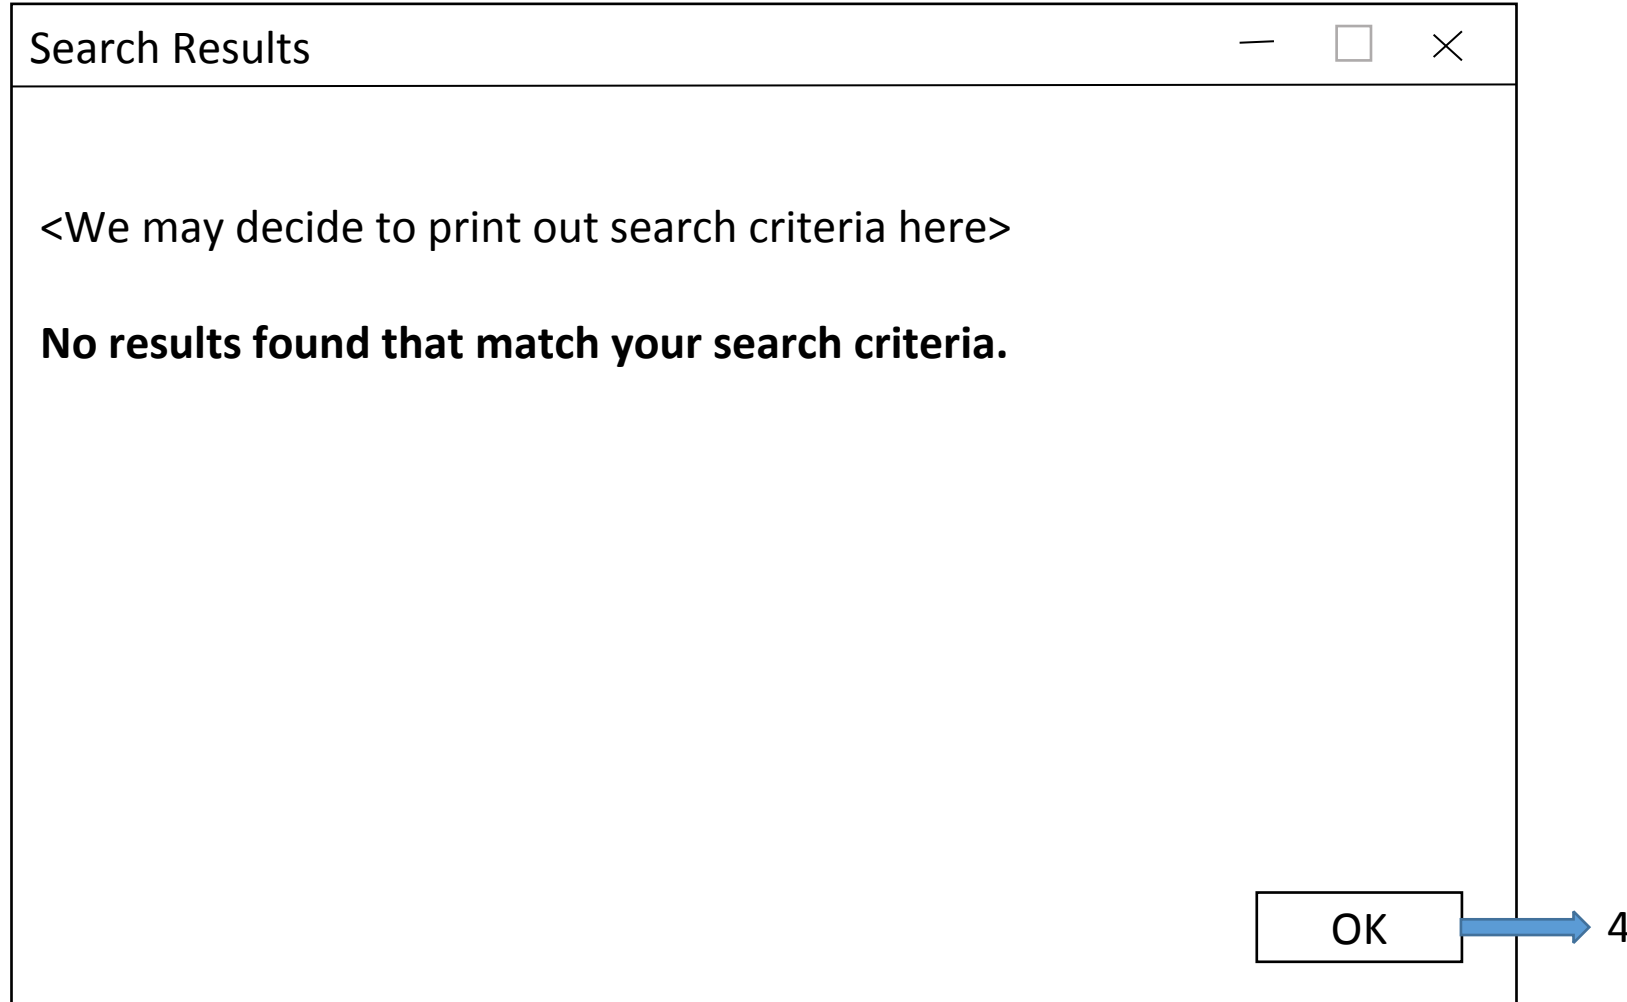 Search Results
<We may decide to print out search criteria here>
No results found that match your search criteria.
OK
4